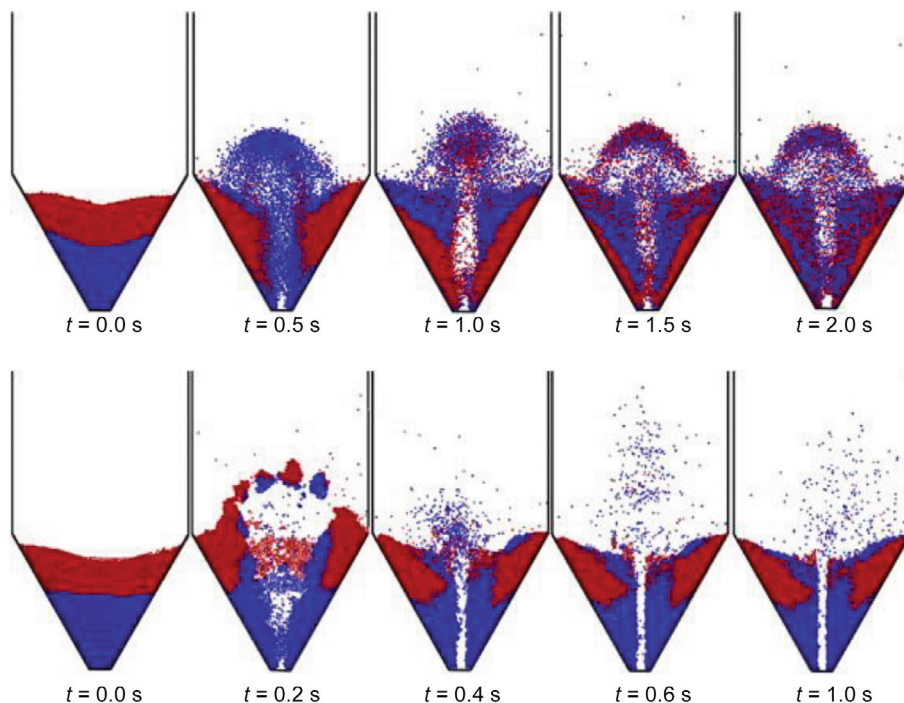 t = 0.0 s
t = 0.5 s
t = 1.0 s
t = 1.5 s
t = 2.0 s
t = 0.0 s
t = 0.2 s
t = 0.4 s
t = 0.6 s
t = 1.0 s